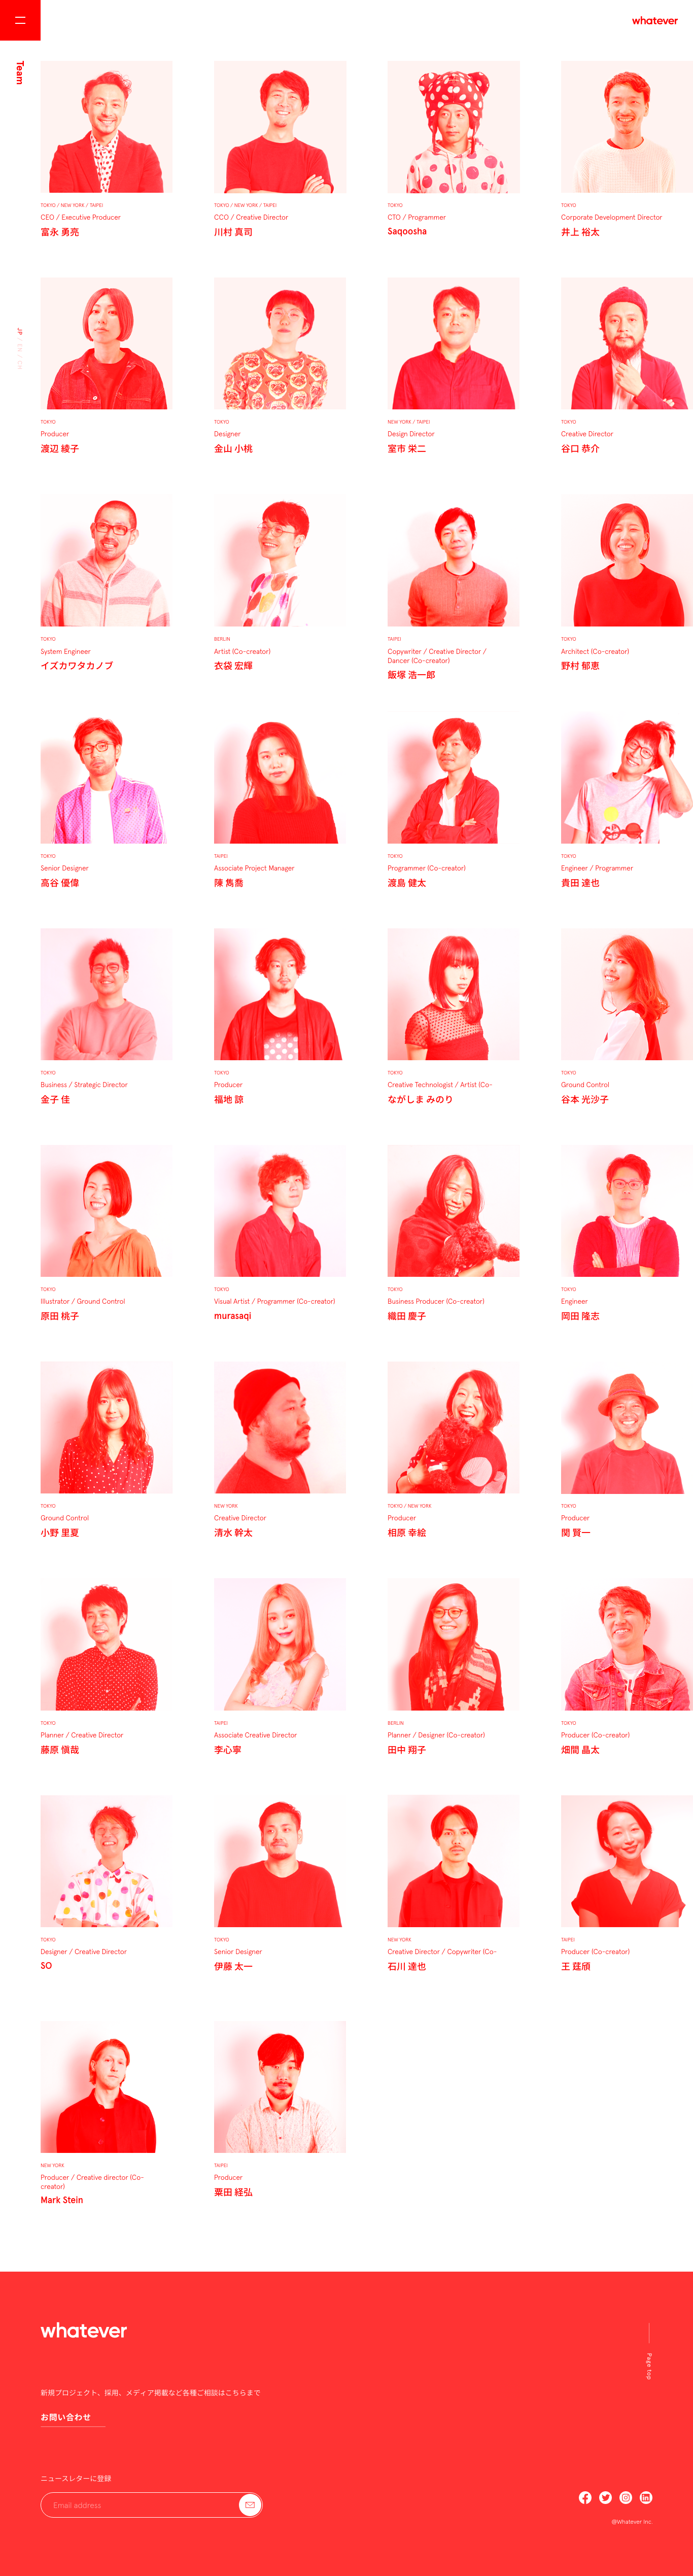 whatever
Team
JP / EN / CH
TOKYO / NEW YORK / TAIPEI
CEO / Executive Producer
富永 勇亮
TOKYO / NEW YORK / TAIPEI
CCO / Creative Director
川村 真司
TOKYO
CTO / Programmer
Saqoosha
TOKYO
Corporate Development Director
井上 裕太
TOKYO
Producer
渡辺 綾子
TOKYO
Designer
金山 小桃
NEW YORK / TAIPEI
Design Director
室市 栄二
TOKYO
Creative Director
谷口 恭介
TOKYO
System Engineer
イズカワタカノブ
BERLIN
Artist (Co-creator)
衣袋 宏輝
TAIPEI
Copywriter / Creative Director /
Dancer (Co-creator)
飯塚 浩一郎
TOKYO
Architect (Co-creator)
野村 郁恵
TOKYO
Senior Designer
高谷 優偉
TAIPEI
Associate Project Manager
陳 雋喬
TOKYO
Programmer (Co-creator)
渡島 健太
TOKYO
Engineer / Programmer
貴田 達也
TOKYO
Business / Strategic Director
金子 佳
TOKYO
Producer
福地 諒
TOKYO
Creative Technologist / Artist (Co-
ながしま みのり
TOKYO
Ground Control
谷本 光沙子
TOKYO
Illustrator / Ground Control
原田 桃子
TOKYO
Visual Artist / Programmer (Co-creator)
murasaqi
TOKYO
Business Producer (Co-creator)
織田 慶子
TOKYO
Engineer
岡田 隆志
TOKYO
Ground Control
小野 里夏
NEW YORK
Creative Director
清水 幹太
TOKYO / NEW YORK
Producer
相原 幸絵
TOKYO
Producer
関 賢一
TOKYO
Planner / Creative Director
藤原 愼哉
TAIPEI
Associate Creative Director
李心寧
BERLIN
Planner / Designer (Co-creator)
田中 翔子
TOKYO
Producer (Co-creator)
畑間 晶太
TOKYO
Designer / Creative Director
SO
TOKYO
Senior Designer
伊藤 太一
NEW YORK
Creative Director / Copywriter (Co-
石川 達也
TAIPEI
Producer (Co-creator)
王 茲頎
NEW YORK
Producer / Creative director (Co-
creator)
Mark Stein
TAIPEI
Producer
粟田 経弘
whatever
Page top
新規プロジェクト、採用、メディア掲載など各種ご相談はこちらまで
お問い合わせ
ニュースレターに登録
Email address
@Whatever Inc.